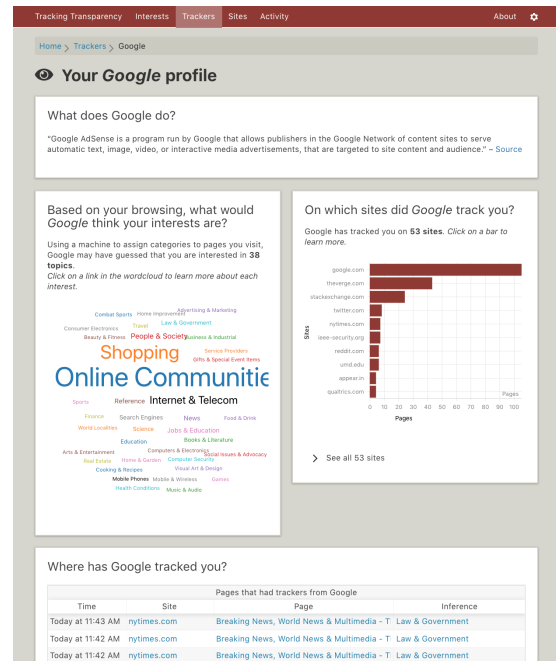 Tracking Transparency Interests Trackers Sites Activity About
Home > Trackers > Google
Your Google profile
What does Google do?
“Google AdSense is a program run by Google that allows publishers in the Google Network of content sites to serve
automatic text, image, video, or interactive media advertisements, that are targeted to site content and audience.” – Source
Based on your browsing, what would
Google think your interests are?
Using a machine to assign categories to pages you visit,
Google may have guessed that you are interested in 38
topics.
Click on a link in the wordcloud to learn more about each
interest.
Advertising & Marketing
Combat Sports Home Improvement
Travel Law & Government
Consumer Electronics
Beauty & Fitness People & Society Business & Industrial
Shopping Service Providers
Gifts & Special Event Items
Online Communitie
Sports Reference Internet & Telecom
Finance Search Engines News Food & Drink
World Localities Science Jobs & Education
Education Books & Literature
Arts & Entertainment Computers & Electronics Social Issues & Advocacy
Real Estate Home & Garden Computer Security
Cooking & Recipes Visual Art & Design
Mobile Phones Mobile & Wireless Games
Health Conditions Music & Audio
On which sites did Google track you?
Google has tracked you on 53 sites. Click on a bar to
learn more.
Sites
google.com
theverge.com
stackexchange.com
twitter.com
nytimes.com
ieee-security.org
reddit.com
umd.edu
appear.in
qualtrics.com
Pages
0 10 20 30 40 50 60 70 80 90 100
Pages
> See all 53 sites
Where has Google tracked you?
Pages that had trackers from Google
Time Site Page Inference
Today at 11:43 AM nytimes.com Breaking News, World News & Multimedia - T Law & Government
Today at 11:42 AM nytimes.com Breaking News, World News & Multimedia - T Law & Government
Today at 11:42 AM nytimes.com Breaking News, World News & Multimedia - T Law & Government